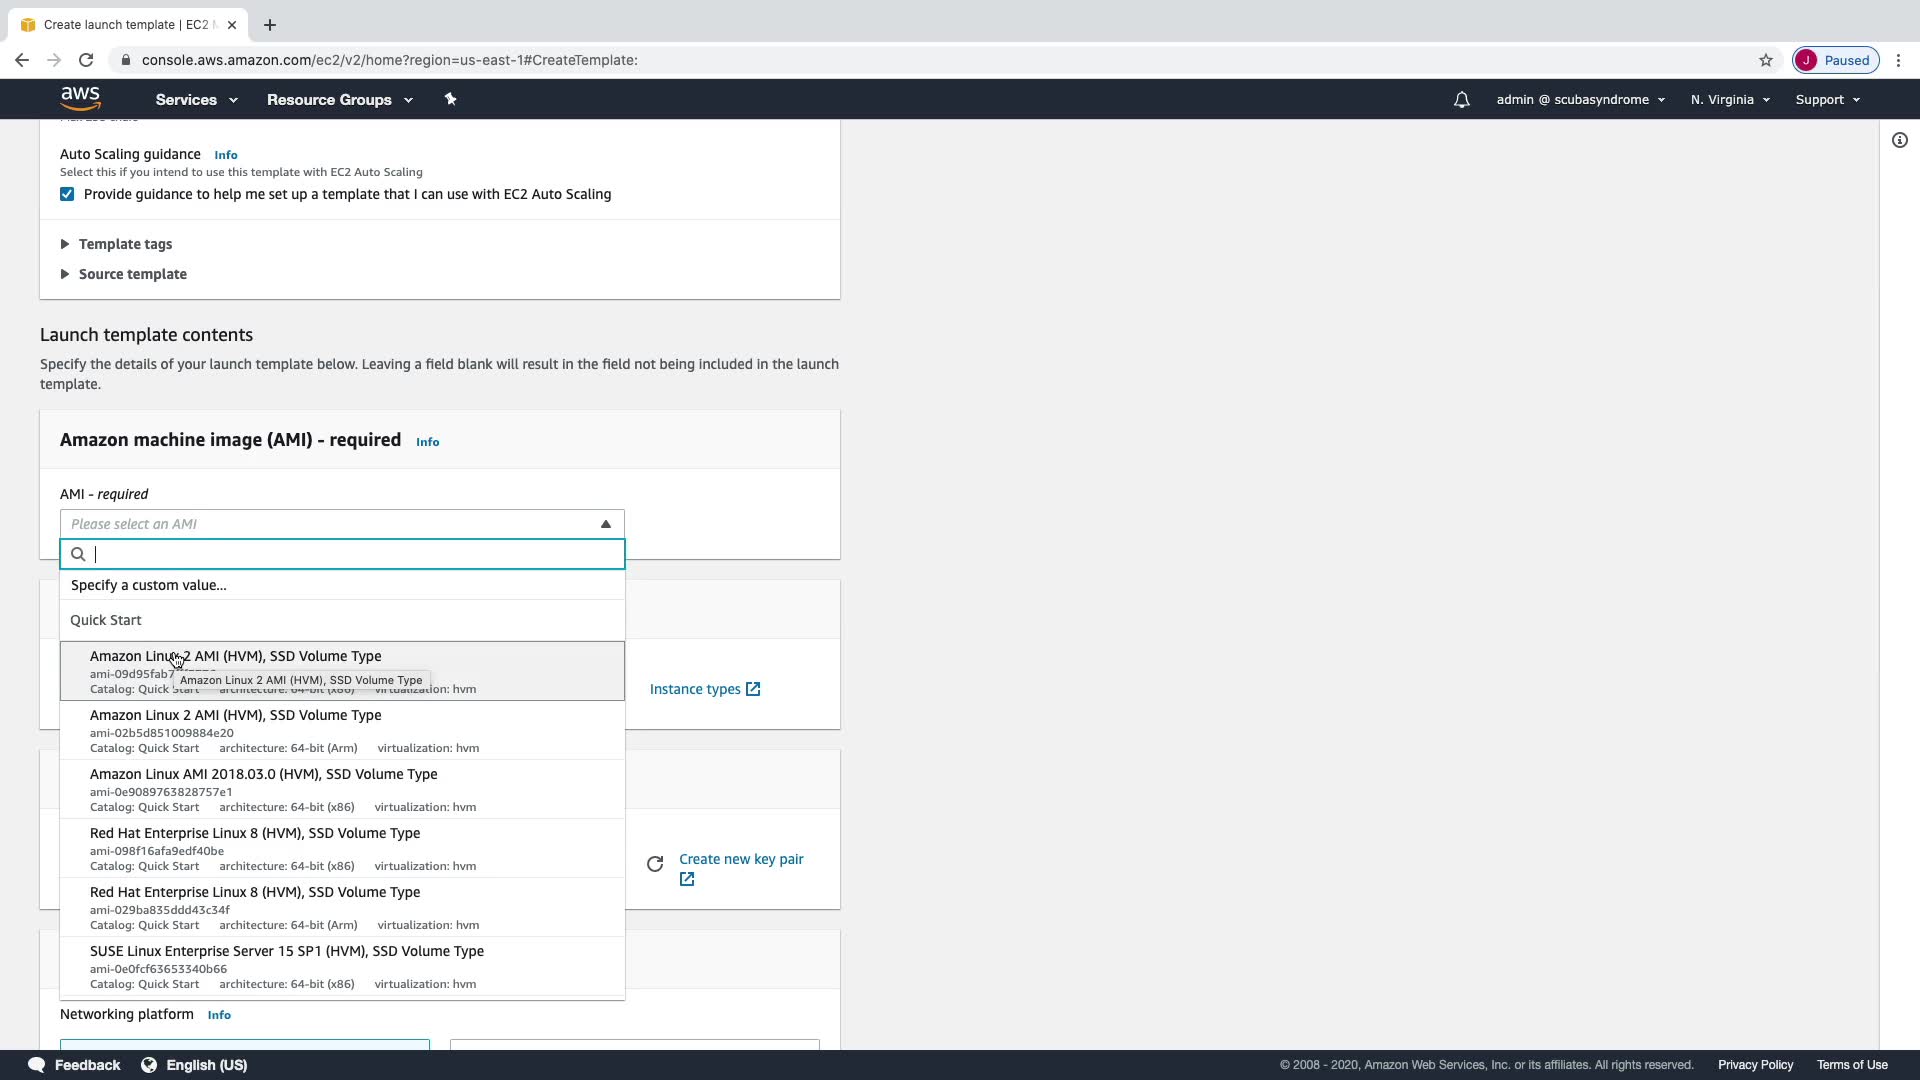 Create launch template | EC2 M
console.aws.amazon.com/ec2/v2/home?region=us-east-1#CreateTemplate:
J Paused
aws Services Resource Groups admin @ scubasyndrome N. Virginia Support
Auto Scaling guidance Info
Select this if you intend to use this template with EC2 Auto Scaling
Provide guidance to help me set up a template that I can use with EC2 Auto Scaling
Template tags
Source template
Launch template contents
Specify the details of your launch template below. Leaving a field blank will result in the field not being included in the launch
template.
Amazon machine image (AMI) - required Info
AMI - required
Please select an AMI
Specify a custom value...
Quick Start
Amazon Linux 2 AMI (HVM), SSD Volume Type
Amazon Linux 2 AMI (HVM), SSD Volume Type
Catalog: Quick Start architecture: 64-bit (x86) virtualization: hvm
Instance types
Amazon Linux 2 AMI (HVM), SSD Volume Type
ami-02b5d851009884e20
Catalog: Quick Start architecture: 64-bit (Arm) virtualization: hvm
Amazon Linux AMI 2018.03.0 (HVM), SSD Volume Type
ami-0e9089763828757e1
Catalog: Quick Start architecture: 64-bit (x86) virtualization: hvm
Red Hat Enterprise Linux 8 (HVM), SSD Volume Type
ami-098f16afa9edf40be
Catalog: Quick Start architecture: 64-bit (x86) virtualization: hvm
Create new key pair
Red Hat Enterprise Linux 8 (HVM), SSD Volume Type
ami-029ba835ddd43c34f
Catalog: Quick Start architecture: 64-bit (Arm) virtualization: hvm
SUSE Linux Enterprise Server 15 SP1 (HVM), SSD Volume Type
ami-0e0fcf63653340b66
Catalog: Quick Start architecture: 64-bit (x86) virtualization: hvm
Networking platform Info
Feedback English (US) © 2008 - 2020, Amazon Web Services, Inc. or its affiliates. All rights reserved. Privacy Policy Terms of Use